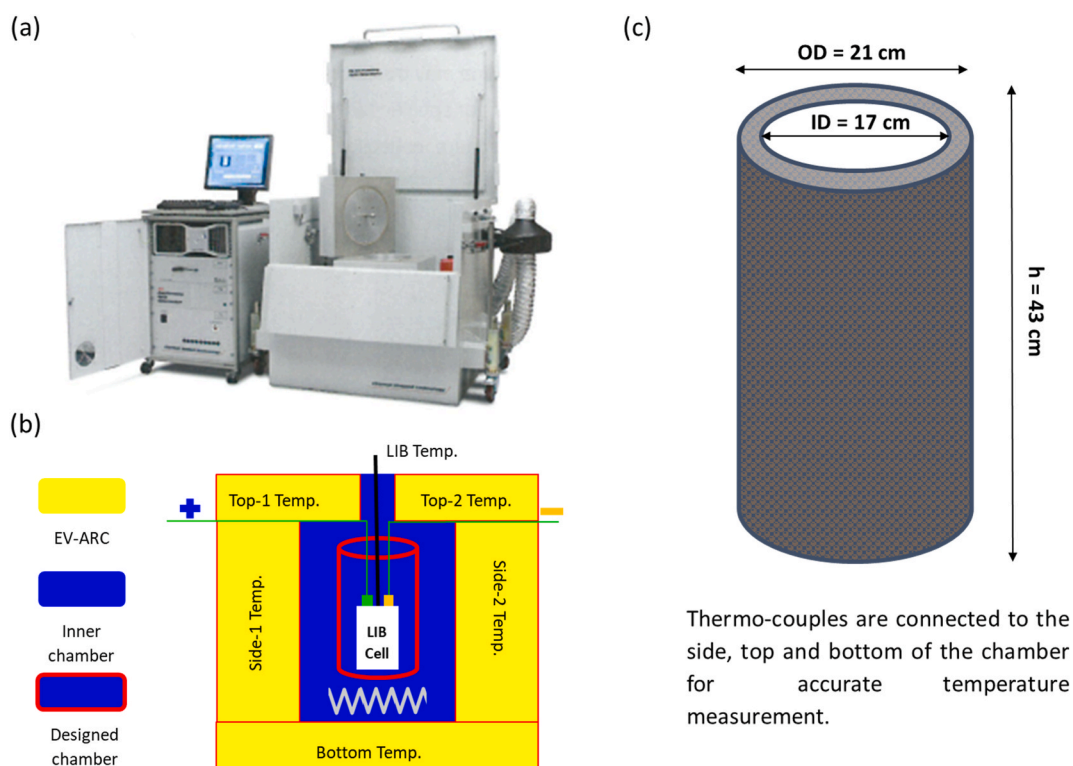 (a)
(b)
EV-ARC
Inner
chamber
Designed
chamber
LIB Temp.
Top-1 Temp.
Top-2 Temp.
Side-1 Temp.
Side-2 Temp.
LIB
Cell
Bottom Temp.
(c)
OD = 21 cm
ID = 17 cm
h = 43 cm
Thermo-couples are connected to the
side, top and bottom of the chamber
for accurate temperature
measurement.